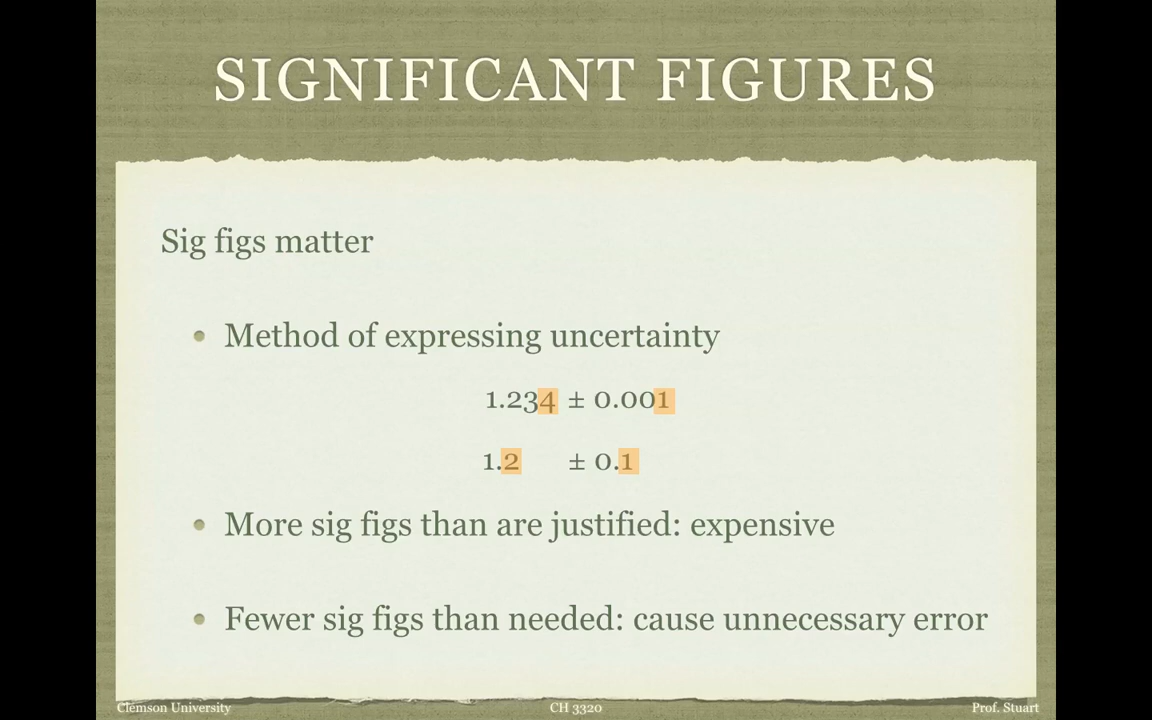 SIGNIFICANT FIGURES
Sig figs matter
• Method of expressing uncertainty
1.234 ± 0.001
1.2 ± 0.1
• More sig figs than are justified: expensive
• Fewer sig figs than needed: cause unnecessary error
Clemson University CH 3320 Prof. Stuart